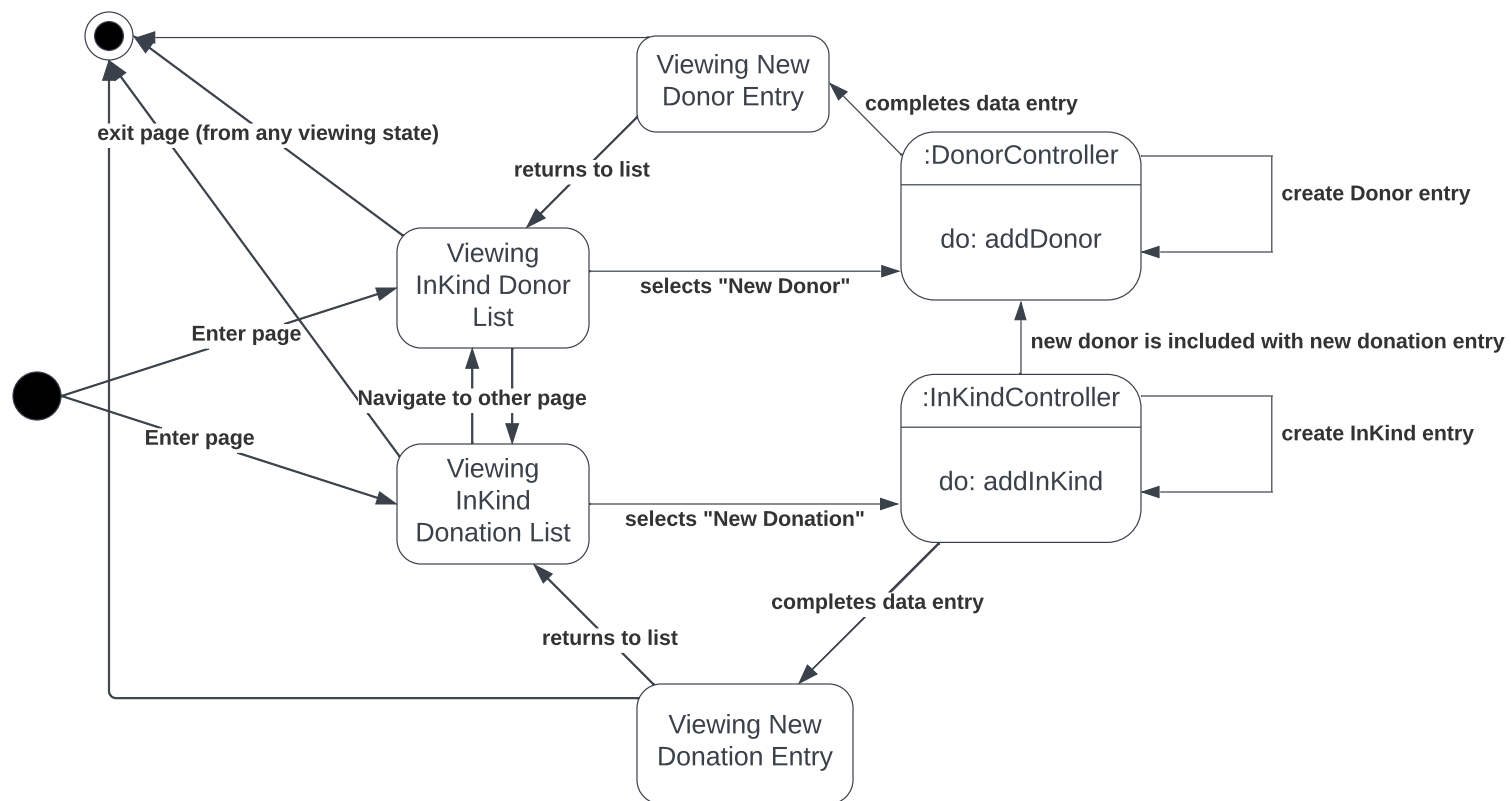 Viewing New
Donor Entry
completes data entry
exit page (from any viewing state)
:DonorController
returns to list
create Donor entry
do: addDonor
Viewing
InKind Donor
List
selects "New Donor"
Enter page
new donor is included with new donation entry
Navigate to other page
:InKindController
Enter page
create InKind entry
Viewing
InKind
Donation List
do: addInKind
selects "New Donation"
completes data entry
returns to list
Viewing New
Donation Entry